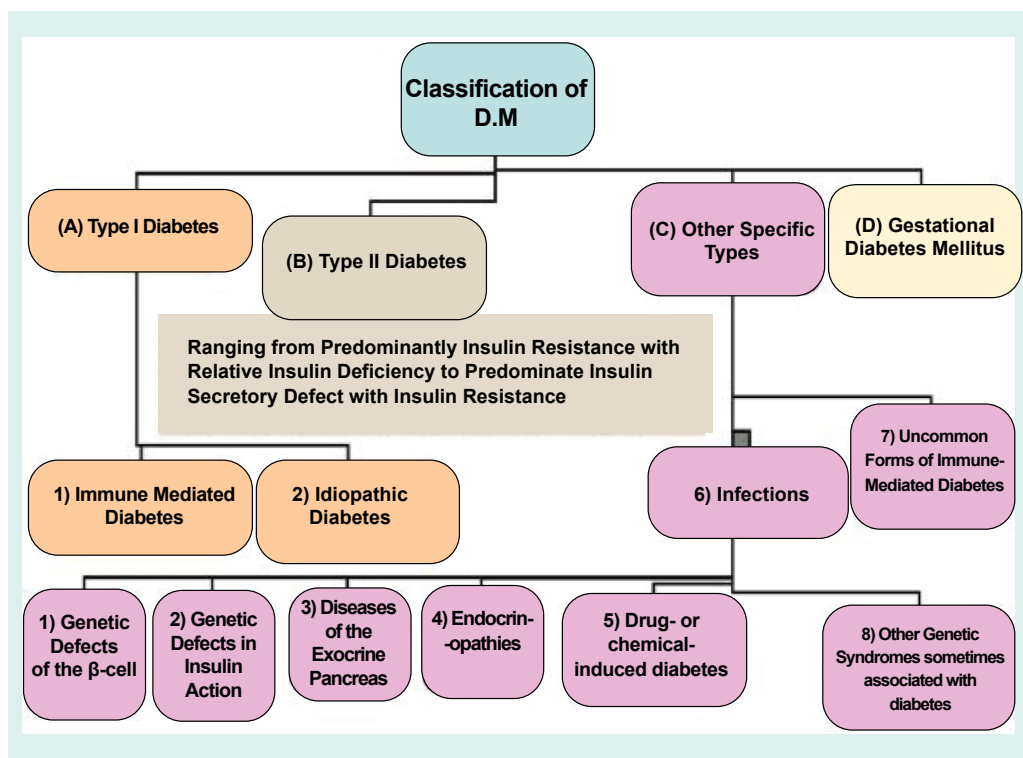 Classification of
D.M
(A) Type I Diabetes
(B) Type II Diabetes
(C) Other Specific
Types
(D) Gestational
Diabetes Mellitus
Ranging from Predominantly Insulin Resistance with
Relative Insulin Deficiency to Predominate Insulin
Secretory Defect with Insulin Resistance
1) Immune Mediated
Diabetes
2) Idiopathic
Diabetes
6) Infections
7) Uncommon
Forms of Immune-
Mediated Diabetes
1) Genetic
Defects
of the β-cell
2) Genetic
Defects in
Insulin
Action
3) Diseases
of the
Exocrine
Pancreas
4) Endocrin-
-opathies
5) Drug- or
chemical-
induced diabetes
8) Other Genetic
Syndromes sometimes
associated with
diabetes